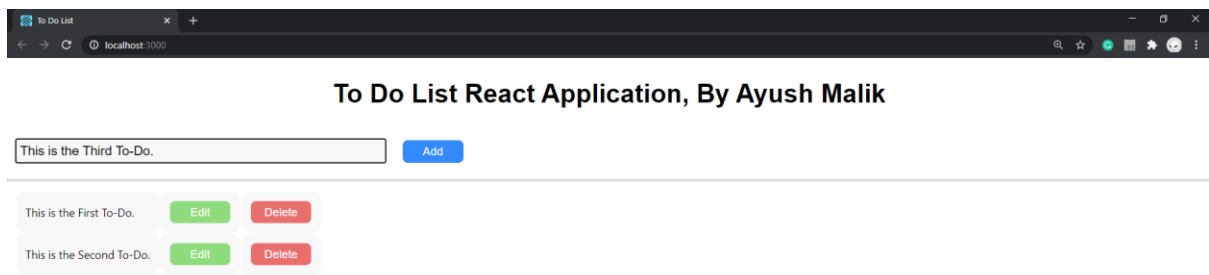 To Do List
localhost:3000
To Do List React Application, By Ayush Malik
This is the Third To-Do. Add
This is the First To-Do. Edit Delete
This is the Second To-Do. Edit Delete